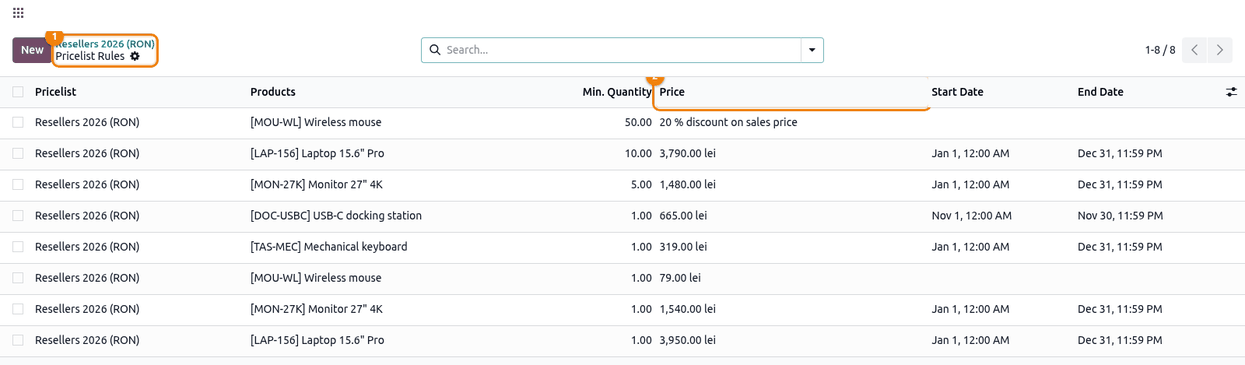 1
New
Resellers 2026 (RON)
Pricelist Rules
Search...
1-8 / 8
Pricelist Products Min. Quantity Price Start Date End Date
Resellers 2026 (RON) [MOU-WL] Wireless mouse 50.00 20 % discount on sales price
Resellers 2026 (RON) [LAP-156] Laptop 15.6" Pro 10.00 3,790.00 lei Jan 1, 12:00 AM Dec 31, 11:59 PM
Resellers 2026 (RON) [MON-27K] Monitor 27" 4K 5.00 1,480.00 lei Jan 1, 12:00 AM Dec 31, 11:59 PM
Resellers 2026 (RON) [DOC-USBC] USB-C docking station 1.00 665.00 lei Nov 1, 12:00 AM Nov 30, 11:59 PM
Resellers 2026 (RON) [TAS-MEC] Mechanical keyboard 1.00 319.00 lei Jan 1, 12:00 AM Dec 31, 11:59 PM
Resellers 2026 (RON) [MOU-WL] Wireless mouse 1.00 79.00 lei
Resellers 2026 (RON) [MON-27K] Monitor 27" 4K 1.00 1,540.00 lei Jan 1, 12:00 AM Dec 31, 11:59 PM
Resellers 2026 (RON) [LAP-156] Laptop 15.6" Pro 1.00 3,950.00 lei Jan 1, 12:00 AM Dec 31, 11:59 PM